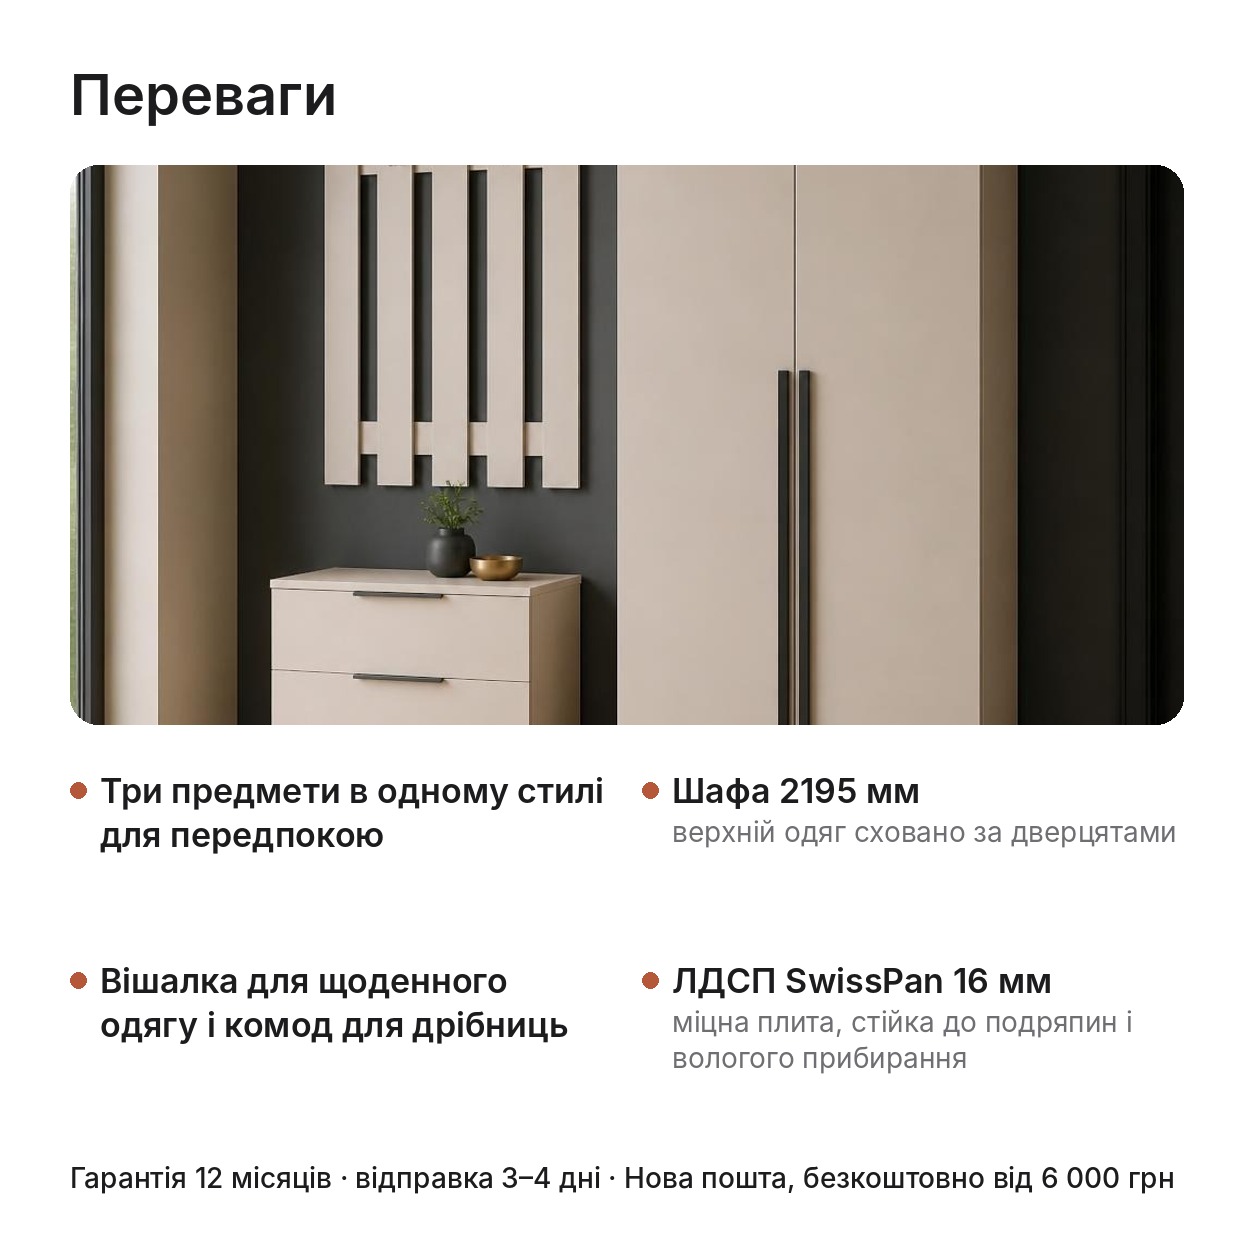 Переваги
Три предмети в одному стилі
для передпокою
Шафа 2195 мм
верхній одяг сховано за дверцятами
Вішалка для щоденного
одягу і комод для дрібниць
ЛДСП SwissPan 16 мм
міцна плита, стійка до подряпин і
вологого прибирання
Гарантія 12 місяців · відправка 3–4 дні · Нова пошта, безкоштовно від 6 000 грн